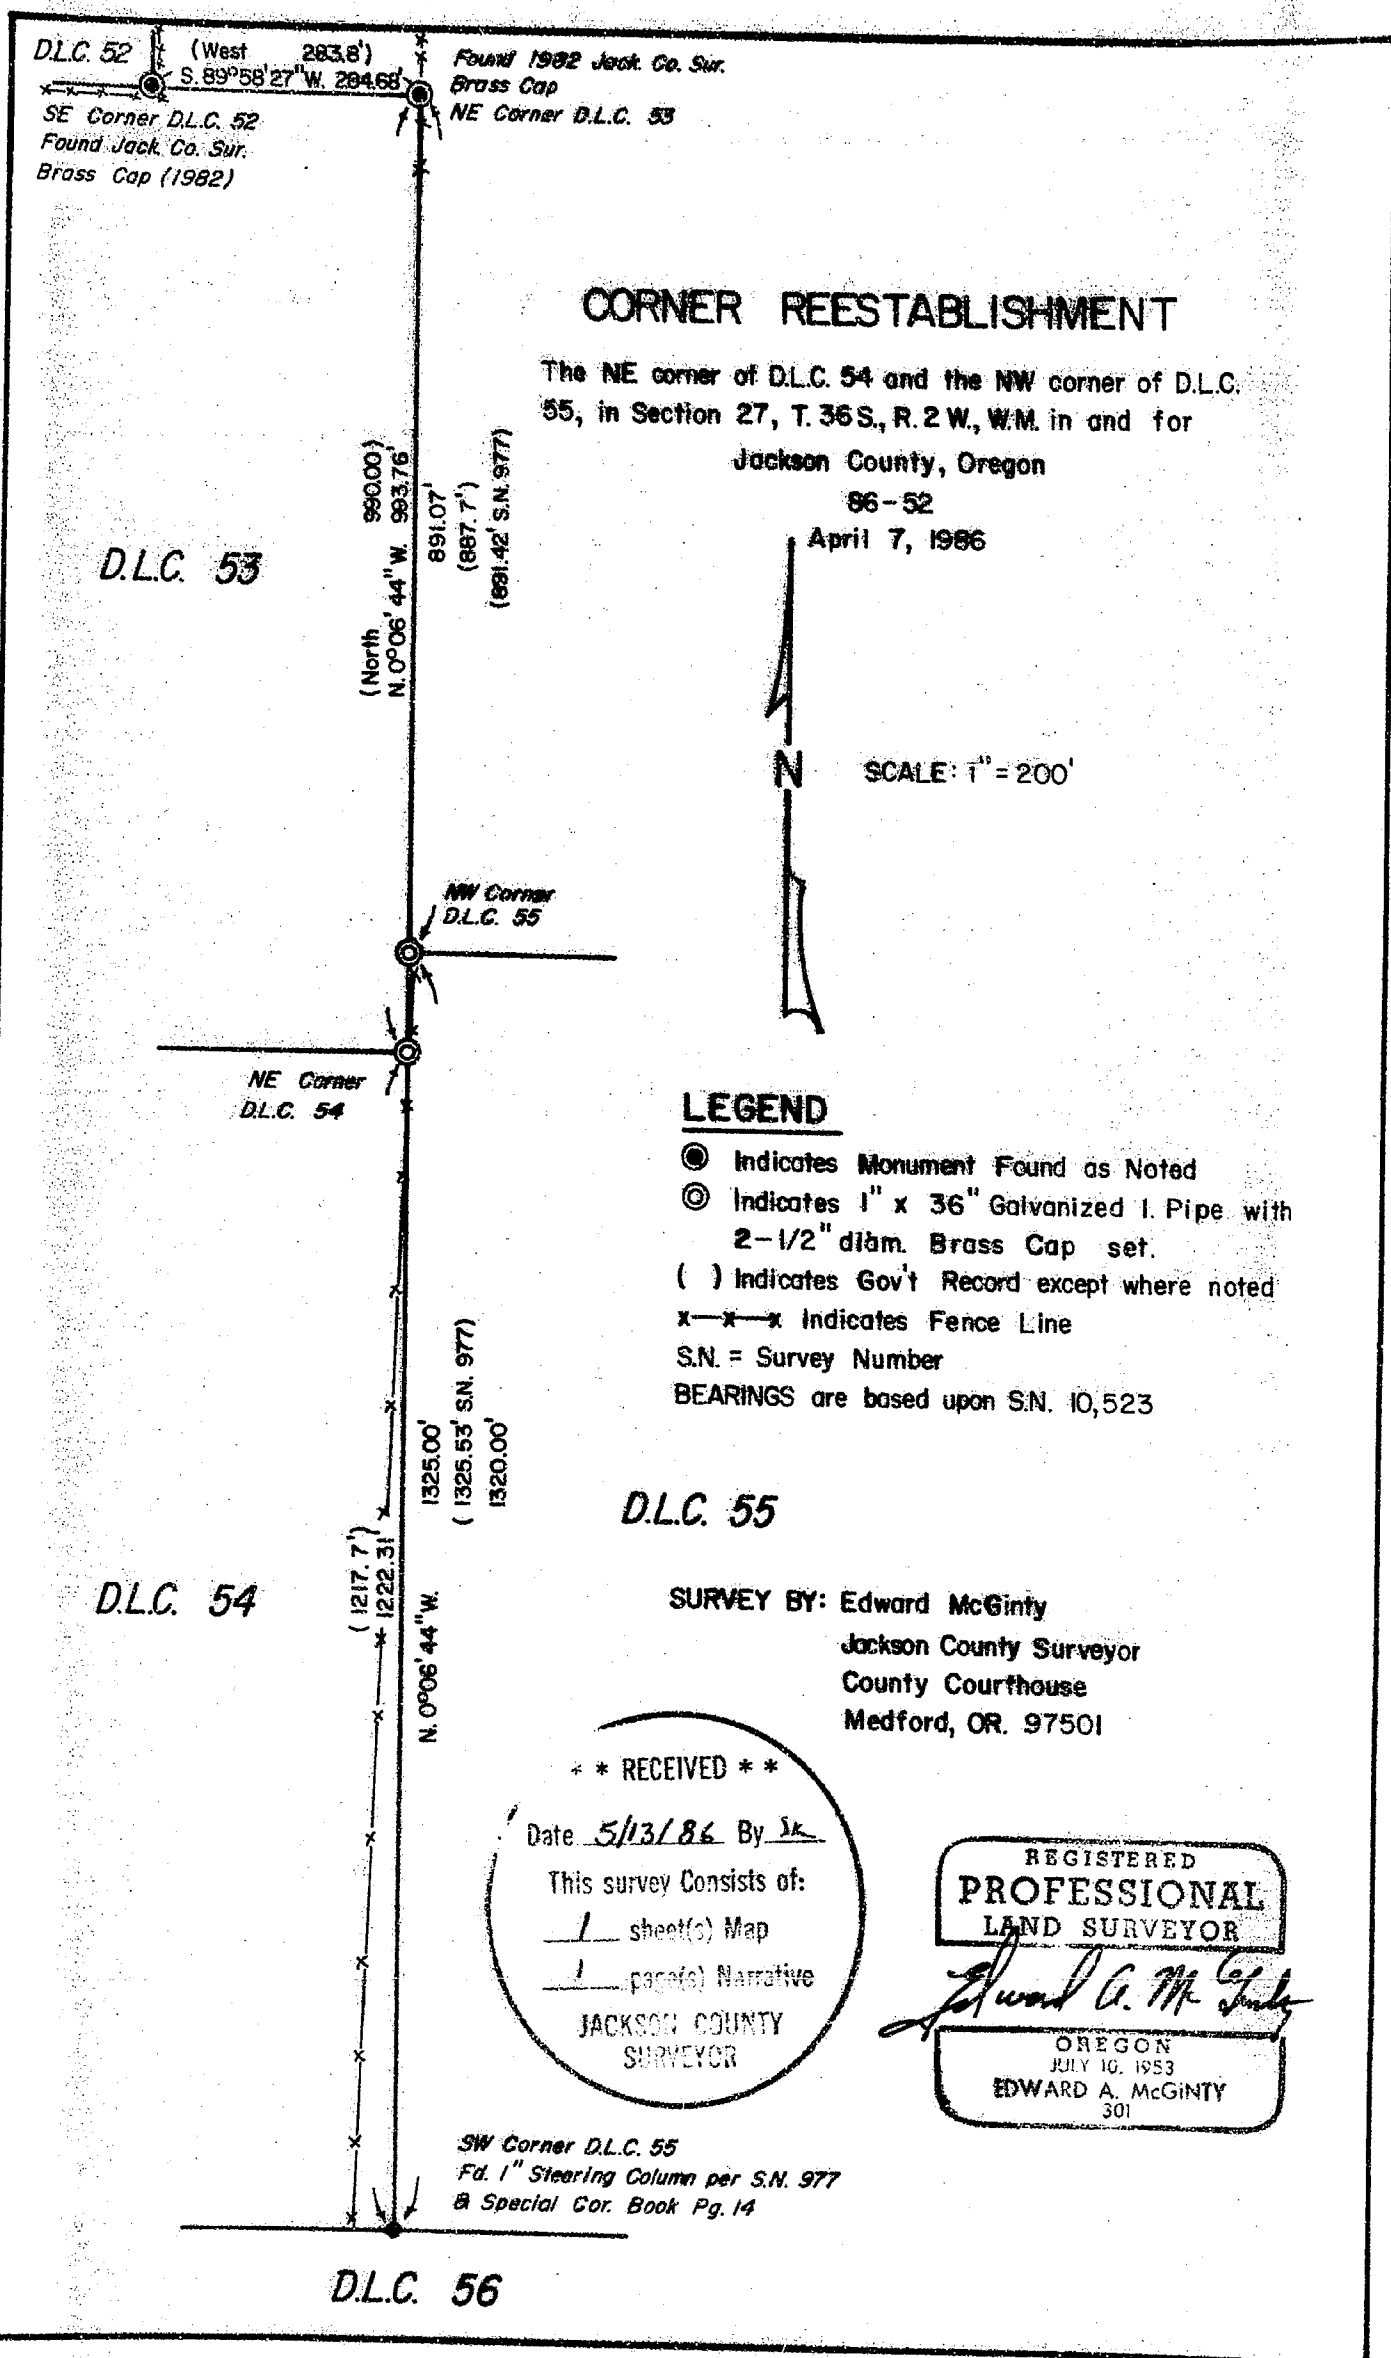 D.L.C. 52
(West 283.8')
S. 89°58'27"W. 284.68'
Found 1982 Jack. Co. Sur.
Brass Cap
NE Corner D.L.C. 53
SE Corner D.L.C. 52
Found Jack. Co. Sur.
Brass Cap (1982)
CORNER REESTABLISHMENT
The NE corner of D.L.C. 54 and the NW corner of D.L.C.
55, in Section 27, T. 36 S., R. 2 W., W.M. in and for
Jackson County, Oregon
86-52
April 7, 1986
(North 990.00)
N. 0°06'44" W. 993.76'
891.07'
(887.7')
(891.42' S.N. 977)
D.L.C. 53
N
SCALE: 1" = 200'
NW Corner
D.L.C. 55
NE Corner
D.L.C. 54
LEGEND
Indicates Monument Found as Noted
Indicates 1" x 36" Galvanized I. Pipe with
2-1/2" diam. Brass Cap set.
( ) Indicates Gov't Record except where noted
x—x—x Indicates Fence Line
S.N. = Survey Number
BEARINGS are based upon S.N. 10,523
1325.00'
(1325.53' S.N. 977)
1320.00'
D.L.C. 55
(1217.7')
1222.31'
N. 0°06'44"W.
D.L.C. 54
SURVEY BY: Edward McGinty
Jackson County Surveyor
County Courthouse
Medford, OR. 97501
* * RECEIVED * *
Date 5/13/86 By SK
This survey Consists of:
1 sheet(s) Map
1 page(s) Narrative
JACKSON COUNTY
SURVEYOR
REGISTERED
PROFESSIONAL
LAND SURVEYOR
Edward A. McGinty
OREGON
JULY 10, 1953
EDWARD A. McGINTY
301
SW Corner D.L.C. 55
Fd. 1" Steering Column per S.N. 977
& Special Cor. Book Pg. 14
D.L.C. 56